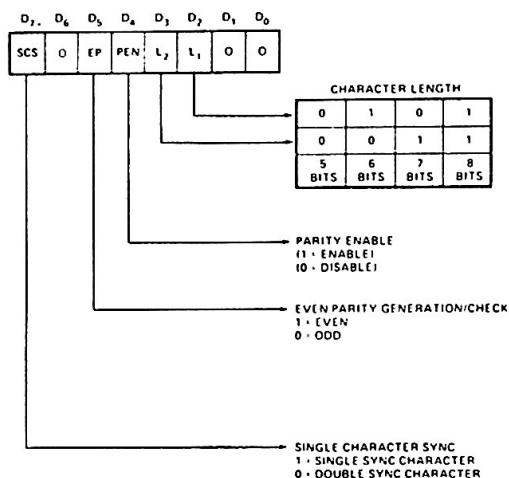 D7. D6 D5 D4 D3 D2 D1 D0
SCS 0 EP PEN L2 L1 0 0
CHARACTER LENGTH
0 1 0 1
0 0 1 1
5 BITS 6 BITS 7 BITS 8 BITS
PARITY ENABLE
(1 = ENABLE)
(0 = DISABLE)
EVEN PARITY GENERATION/CHECK
1 = EVEN
0 = ODD
SINGLE CHARACTER SYNC
1 = SINGLE SYNC CHARACTER
0 = DOUBLE SYNC CHARACTER